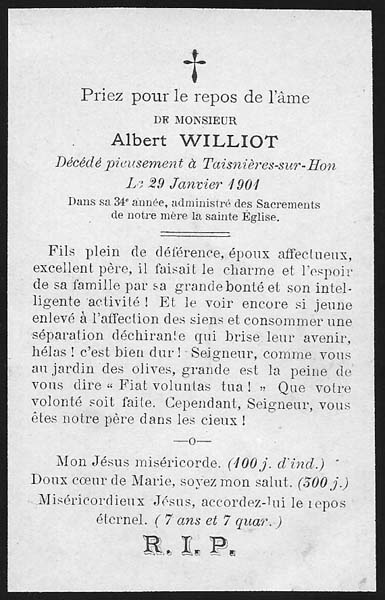 Priez pour le repos de l'âme
DE MONSIEUR
Albert WILLIOT
Décédé pieusement à Taisnières-sur-Hon
Le 29 Janvier 1901
Dans sa 34e année, administré des Sacrements
de notre mère la sainte Église.
Fils plein de déférence, époux affectueux,
excellent père, il faisait le charme et l'espoir
de sa famille par sa grande bonté et son intel-
ligente activité ! Et le voir encore si jeune
enlevé à l'affection des siens et consommer une
séparation déchirante qui brise leur avenir,
hélas ! c'est bien dur ! Seigneur, comme vous
au jardin des olives, grande est la peine de
vous dire « Fiat voluntas tua ! » Que votre
volonté soit faite. Cependant, Seigneur, vous
êtes notre père dans les cieux !
—o—
Mon Jésus miséricorde. (100 j. d'ind.)
Doux cœur de Marie, soyez mon salut. (300 j.)
Miséricordieux Jésus, accordez-lui le repos
éternel. ( 7 ans et 7 quar. )
R. I. P.